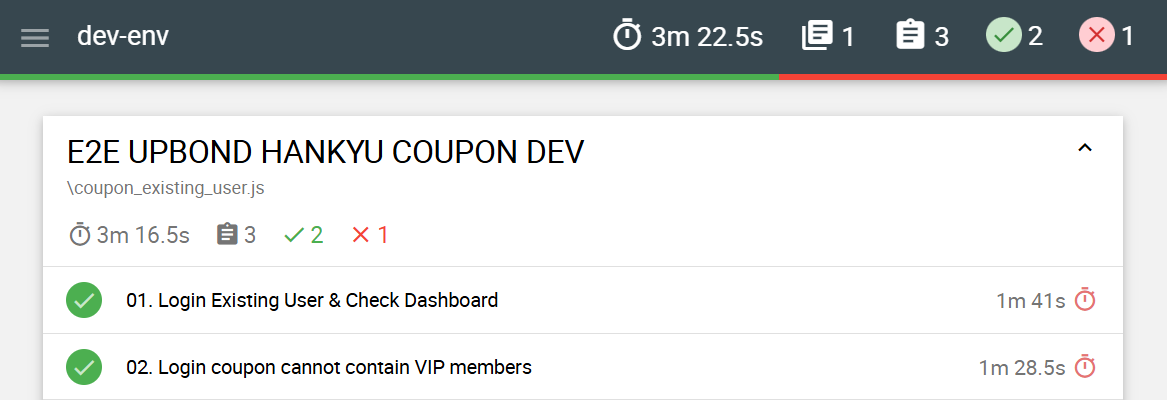 dev-env 3m 22.5s 1 3 2 1
E2E UPBOND HANKYU COUPON DEV
\coupon_existing_user.js
3m 16.5s 3 2 1
01. Login Existing User & Check Dashboard 1m 41s
02. Login coupon cannot contain VIP members 1m 28.5s